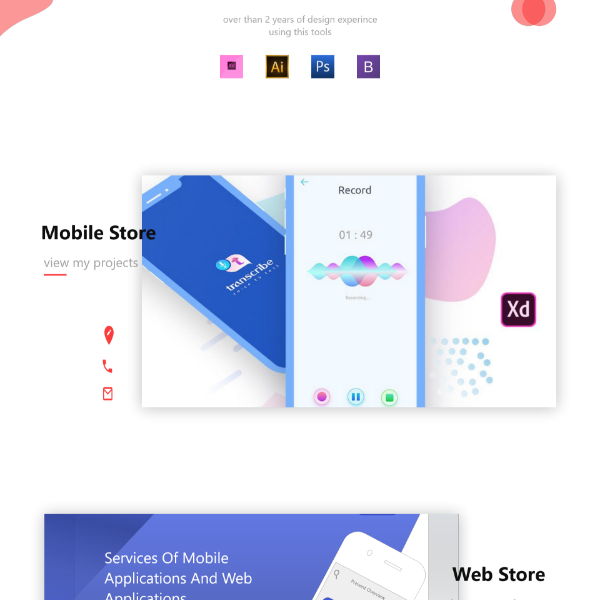 over than 2 years of design experince
using this tools
Ai
Ps
B
Record
Mobile Store
01 : 49
view my projects
transcribe
Xd
Services Of Mobile
Applications And Web
Applications
Web Store